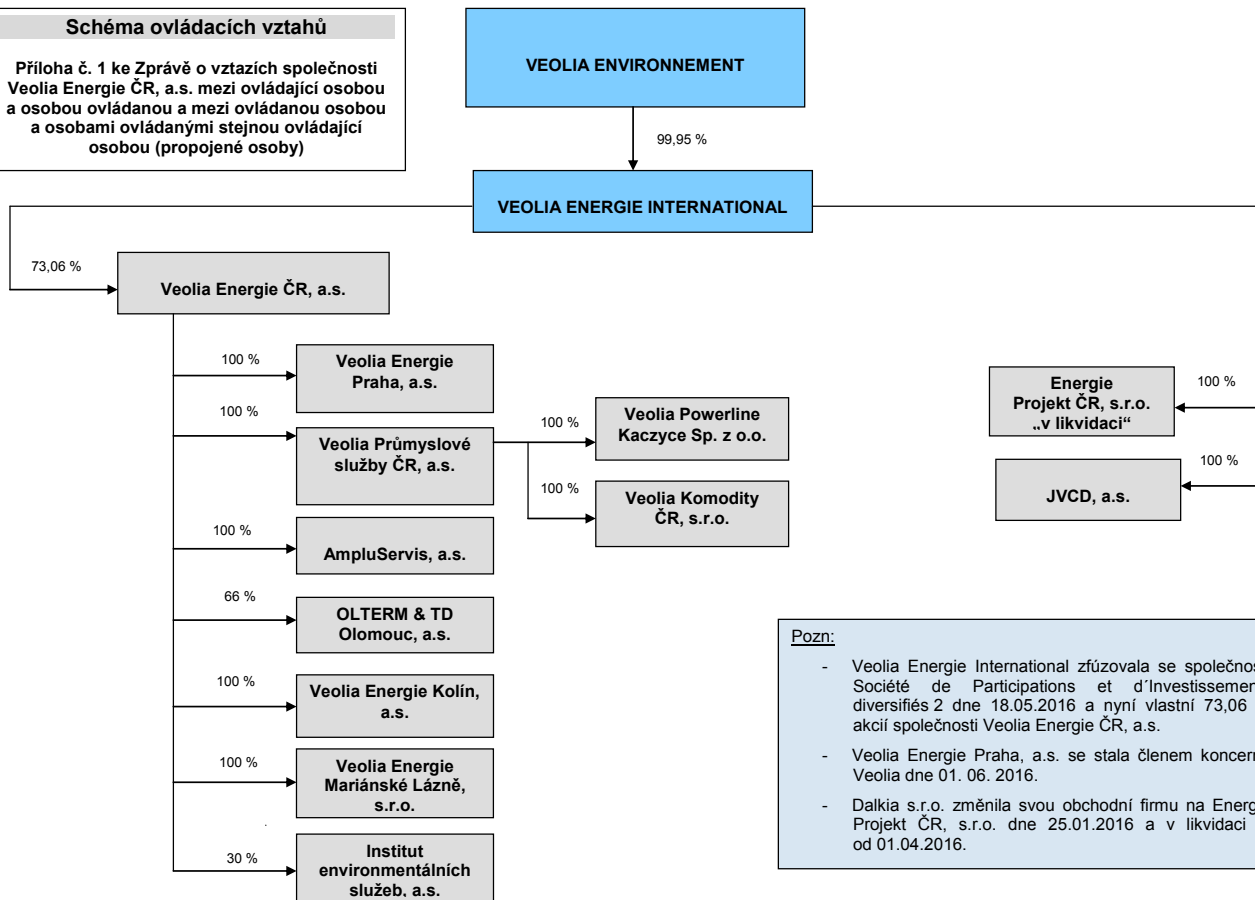 Schéma ovládacích vztahů
Příloha č. 1 ke Zprávě o vztazích společnosti
Veolia Energie ČR, a.s. mezi ovládající osobou
a osobou ovládanou a mezi ovládanou osobou
a osobami ovládanými stejnou ovládající
osobou (propojené osoby)
VEOLIA ENVIRONNEMENT
99,95 %
VEOLIA ENERGIE INTERNATIONAL
73,06 %
Veolia Energie ČR, a.s.
100 %
Veolia Energie
Praha, a.s.
100 %
Veolia Průmyslové
služby ČR, a.s.
100 %
Veolia Powerline
Kaczyce Sp. z o.o.
100 %
Veolia Komodity
ČR, s.r.o.
Energie
Projekt ČR, s.r.o.
„v likvidaci“
100 %
JVCD, a.s.
100 %
100 %
AmpluServis, a.s.
66 %
OLTERM & TD
Olomouc, a.s.
100 %
Veolia Energie Kolín,
a.s.
100 %
Veolia Energie
Mariánské Lázně,
s.r.o.
30 %
Institut
environmentálních
služeb, a.s.
Pozn:
- Veolia Energie International zfúzovala se společnos
Société de Participations et d´Investissemen
diversifiés 2 dne 18.05.2016 a nyní vlastní 73,06
akcií společnosti Veolia Energie ČR, a.s.
- Veolia Energie Praha, a.s. se stala členem koncern
Veolia dne 01. 06. 2016.
- Dalkia s.r.o. změnila svou obchodní firmu na Energ
Projekt ČR, s.r.o. dne 25.01.2016 a v likvidaci
od 01.04.2016.